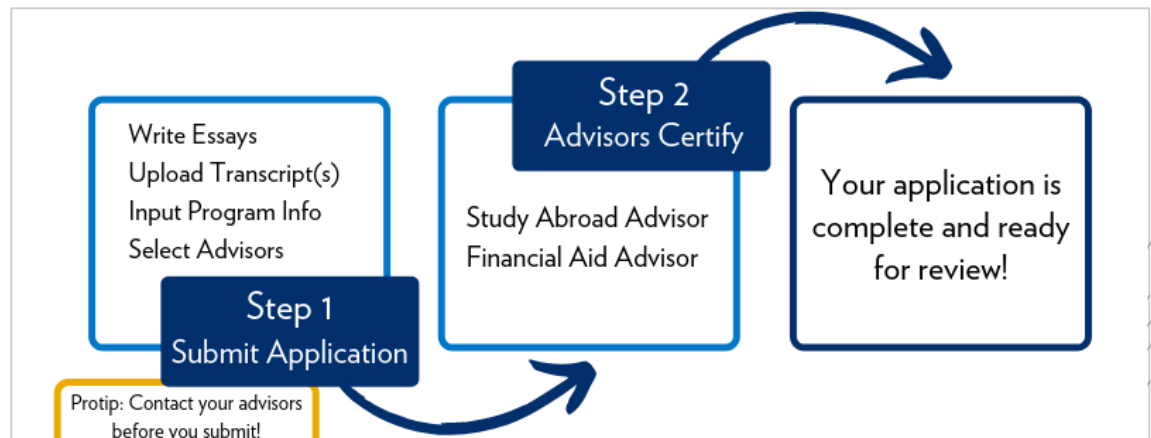 Write Essays
Upload Transcript(s)
Input Program Info
Select Advisors
Step 1
Submit Application
Protip: Contact your advisors
before you submit!
Step 2
Advisors Certify
Study Abroad Advisor
Financial Aid Advisor
Your application is
complete and ready
for review!